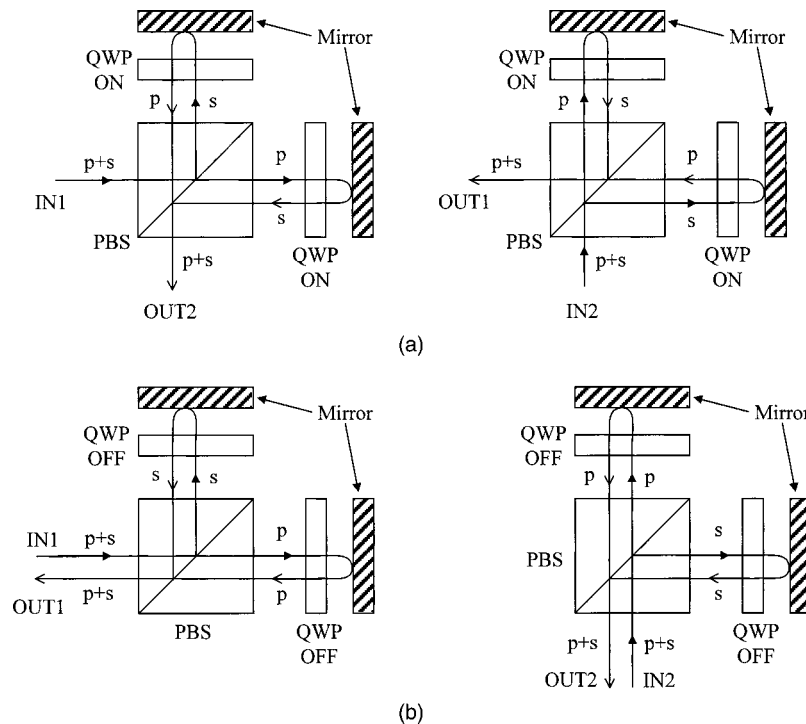 Mirror
QWP
ON
p
s
p+s
p
IN1
s
PBS
p+s
QWP
ON
OUT2
Mirror
QWP
ON
p
s
p+s
p
OUT1
s
PBS
QWP
ON
p+s
IN2
(a)
Mirror
QWP
OFF
s
s
IN1
p+s
p
OUT1
p+s
p
PBS
QWP
OFF
Mirror
QWP
OFF
p
p
s
PBS
s
p+s
p+s
QWP
OFF
OUT2
IN2
(b)